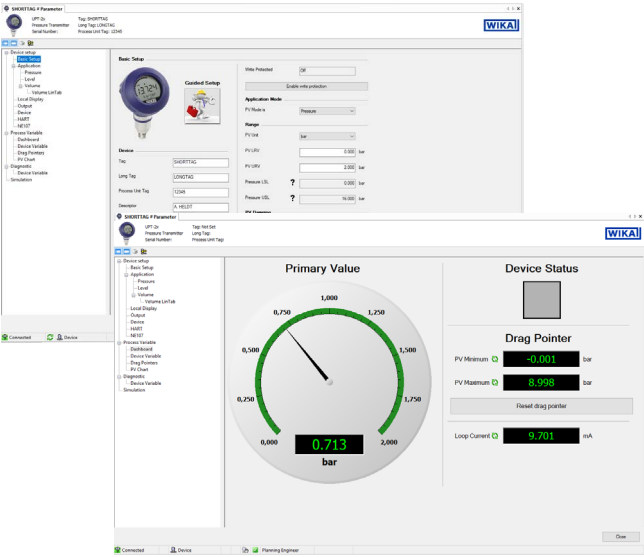 SHORTTAG # Parameter
UPT-2x
Pressure Transmitter
Serial Number:
Tag: SHORTTAG
Long Tag: LONGTAG
Process Unit Tag: 12345
WIKAI
Device setup
Basic Setup
Application
Pressure
Level
Volume
Volume LinTab
Local Display
Output
Device
HART
NE107
Process Variable
Dashboard
Device Variable
Drag Pointers
PV Chart
Diagnostic
Device Variable
Simulation
Basic Setup
Guided Setup
Device
Tag SHORTTAG
Long Tag LONGTAG
Process Unit Tag 12345
Descriptor A. HELDT
Write Protected Off
Enable write protection
Application Mode
PV Mode is Pressure
Range
PV Unit bar
PV LRV 0.000 bar
PV URV 2.000 bar
Pressure LSL ? 0.000 bar
Pressure USL ? 16.000 bar
PV Damping
Connected Device
SHORTTAG # Parameter
UPT-2x
Pressure Transmitter
Serial Number:
Tag: Not Set
Long Tag:
Process Unit Tag:
WIKAI
Device setup
Basic Setup
Application
Pressure
Level
Volume
Volume LinTab
Local Display
Output
Device
HART
NE107
Process Variable
Dashboard
Device Variable
Drag Pointers
PV Chart
Diagnostic
Device Variable
Simulation
Primary Value
0,000
0,250
0,500
0,750
1,000
1,250
1,500
1,750
2,000
0.713
bar
Device Status
Drag Pointer
PV Minimum -0.001 bar
PV Maximum 8.998 bar
Reset drag pointer
Loop Current 9.701 mA
Close
Connected Device Planning Engineer